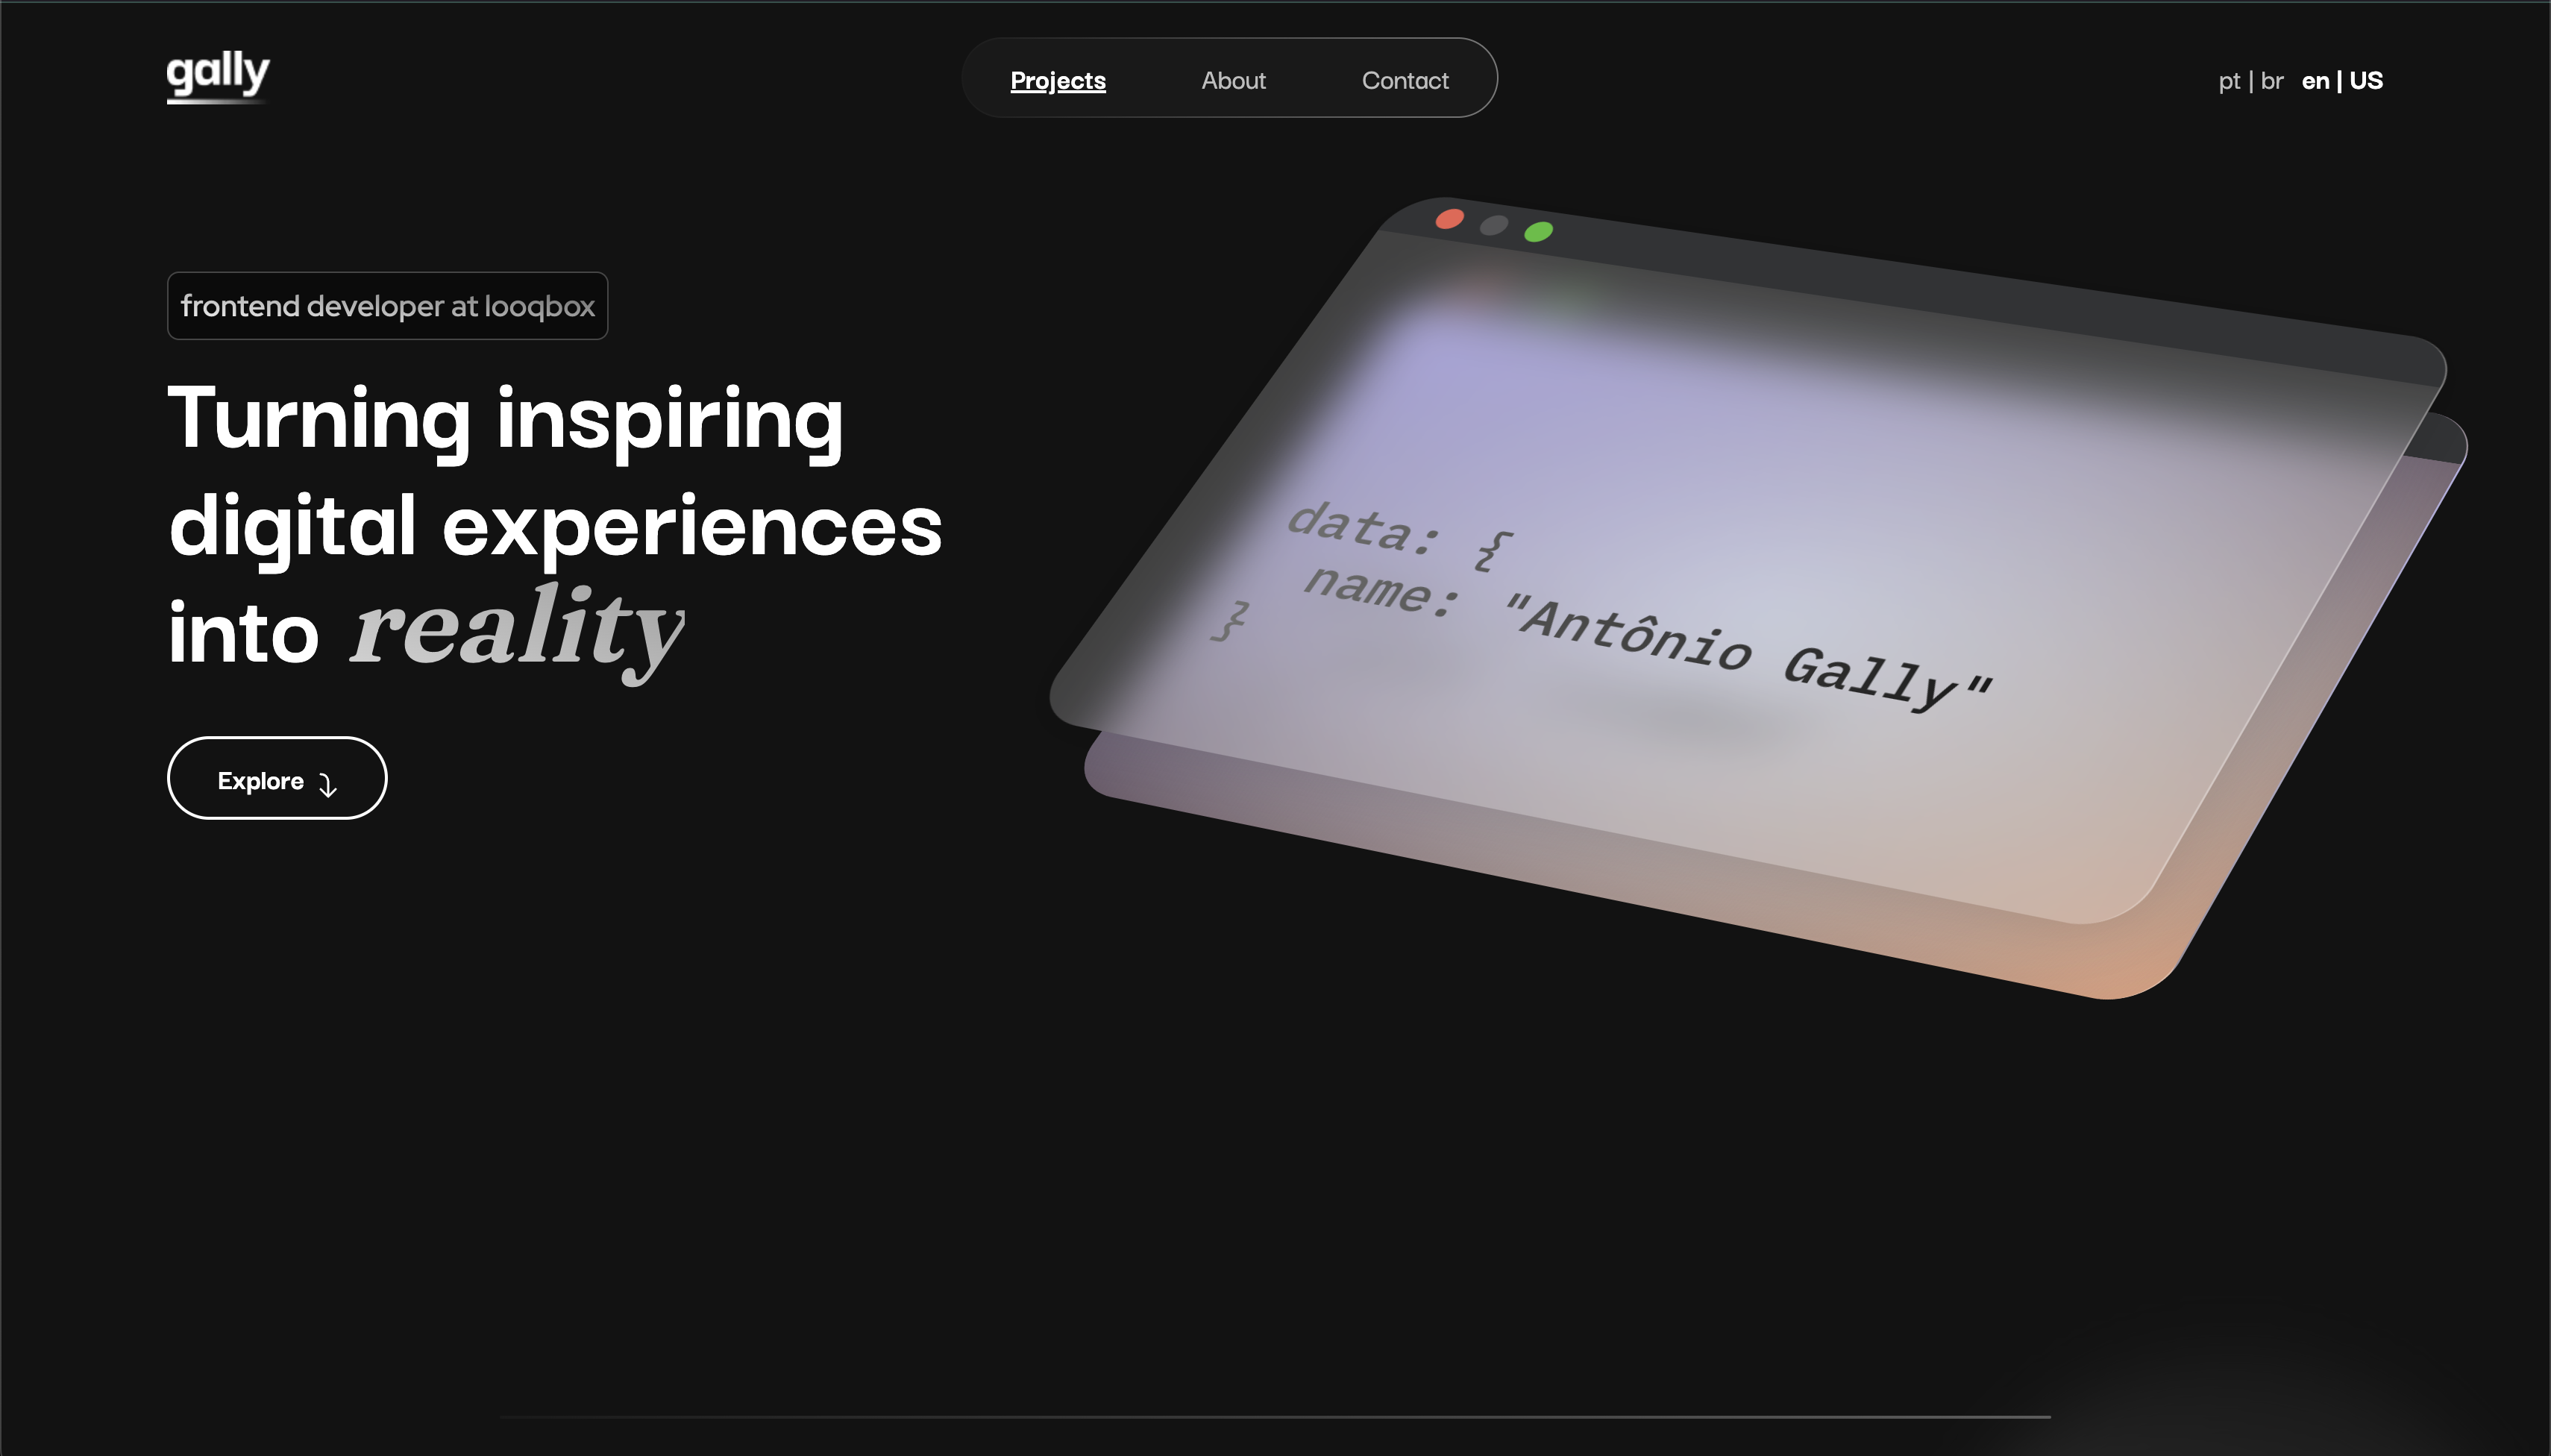 gally
Projects About Contact
pt | br en | US
frontend developer at looqbox
Turning inspiring
digital experiences
into reality
Explore
data: {
name: "Antônio Gally"
}